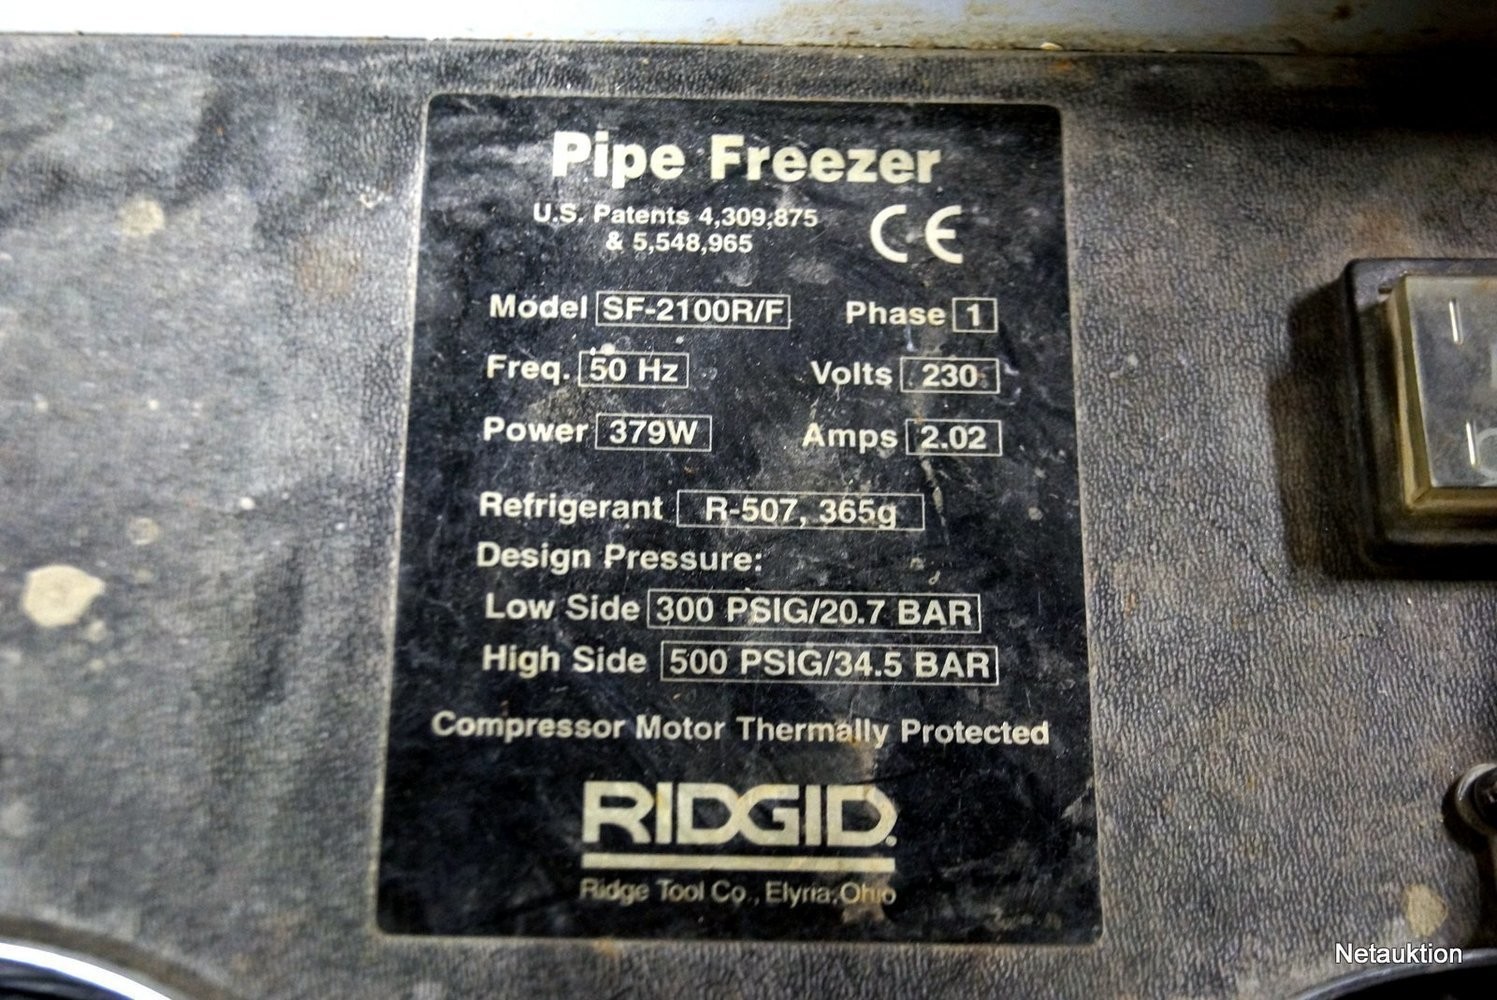 Pipe Freezer
U.S. Patents 4,309,875
& 5,548,965
CE
Model SF-2100R/F Phase 1
Freq. 50 Hz Volts 230
Power 379W Amps 2.02
Refrigerant R-507, 365g
Design Pressure:
Low Side 300 PSIG/20.7 BAR
High Side 500 PSIG/34.5 BAR
Compressor Motor Thermally Protected
RIDGID
Ridge Tool Co., Elyria, Ohio
Netauktion